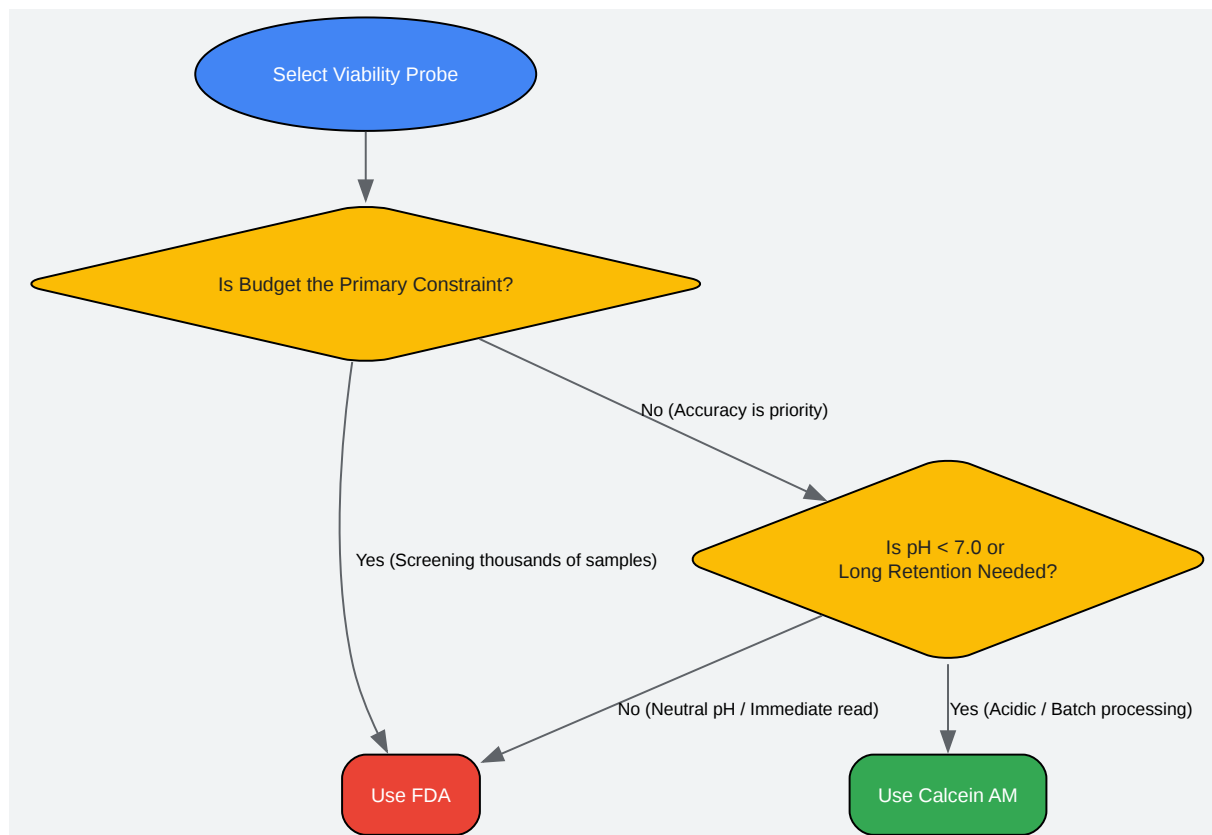 Select Viability Probe
Is Budget the Primary Constraint?
No (Accuracy is priority)
Yes (Screening thousands of samples)
Is pH < 7.0 or
Long Retention Needed?
No (Neutral pH / Immediate read)
Yes (Acidic / Batch processing)
Use FDA
Use Calcein AM